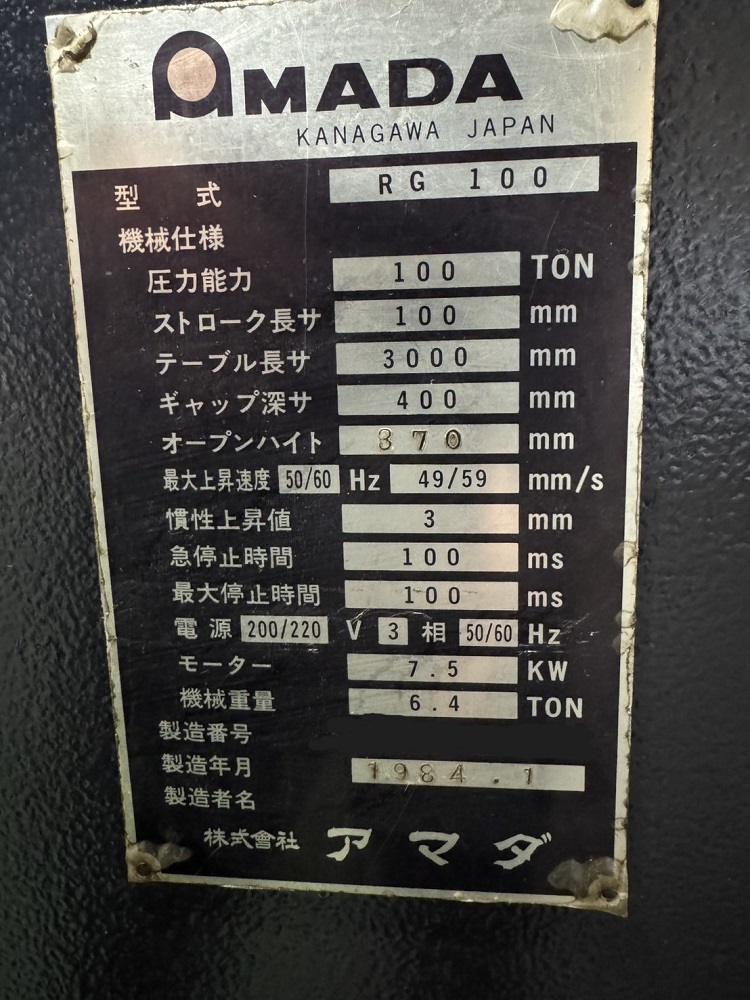 AMADA
KANAGAWA JAPAN
型式 RG 100
機械仕様
圧力能力 100 TON
ストローク長サ 100 mm
テーブル長サ 3000 mm
ギャップ深サ 400 mm
オープンハイト 370 mm
最大上昇速度 50/60 Hz 49/59 mm/s
慣性上昇値 3 mm
急停止時間 100 ms
最大停止時間 100 ms
電源 200/220 V 3 相 50/60 Hz
モーター 7.5 KW
機械重量 6.4 TON
製造番号
製造年月 1984.1
製造者名
株式會社 アマダ